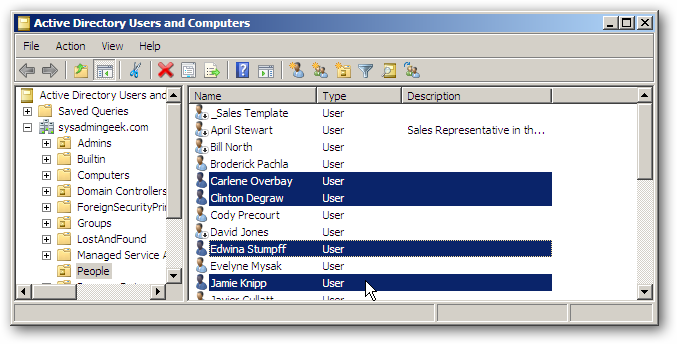 Active Directory Users and Computers
File Action View Help
Active Directory Users and
Saved Queries
sysadmingeek.com
Admins
Builtin
Computers
Domain Controllers
ForeignSecurityPrin
Groups
LostAndFound
Managed Service A
People
Name Type Description
_Sales Template User
April Stewart User Sales Representative in th...
Bill North User
Broderick Pachla User
Carlene Overbay User
Clinton Degraw User
Cody Precourt User
David Jones User
Edwina Stumpff User
Evelyne Mysak User
Jamie Knipp User
Javier Gullatt User